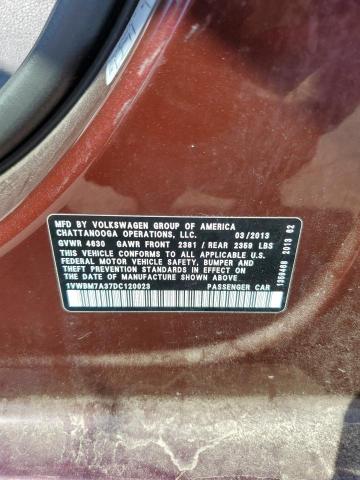 MFD BY VOLKSWAGEN GROUP OF AMERICA
CHATTANOOGA OPERATIONS, LLC. 03/2013
GVWR 4630 GAWR FRONT 2381 / REAR 2359 LBS
THIS VEHICLE CONFORMS TO ALL APPLICABLE U.S.
FEDERAL MOTOR VEHICLE SAFETY, BUMPER AND
THEFT PREVENTION STANDARDS IN EFFECT
ON THE DATE OF MANUFACTURE SHOWN ABOVE.
1VWBM7A37DC120023 PASSENGER CAR
2013 62